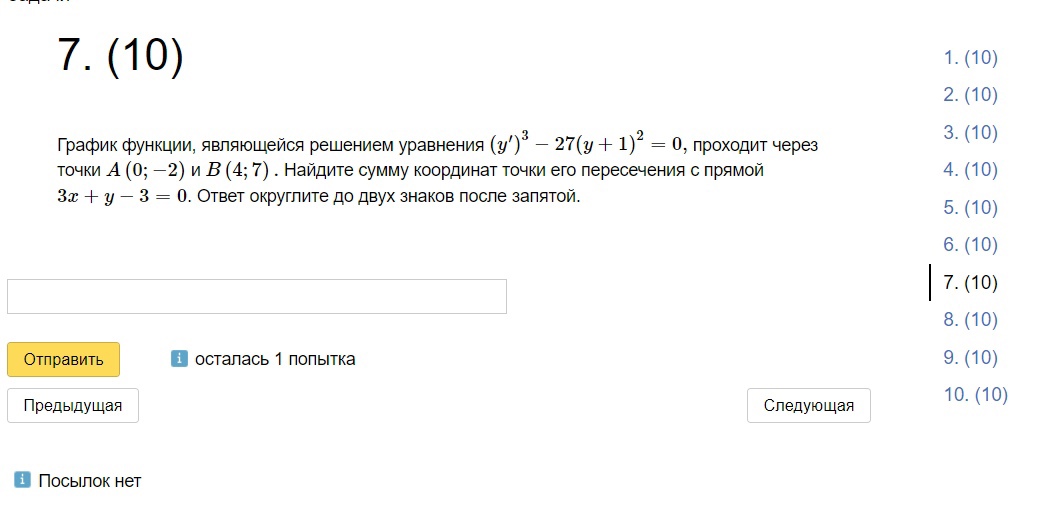 7. (10)
График функции, являющейся решением уравнения (y′)³ − 27(y + 1)² = 0, проходит через
точки A (0; −2) и B (4; 7) . Найдите сумму координат точки его пересечения с прямой
3x + y − 3 = 0. Ответ округлите до двух знаков после запятой.
Отправить
i осталась 1 попытка
Предыдущая
Следующая
i Посылок нет
1. (10)
2. (10)
3. (10)
4. (10)
5. (10)
6. (10)
7. (10)
8. (10)
9. (10)
10. (10)